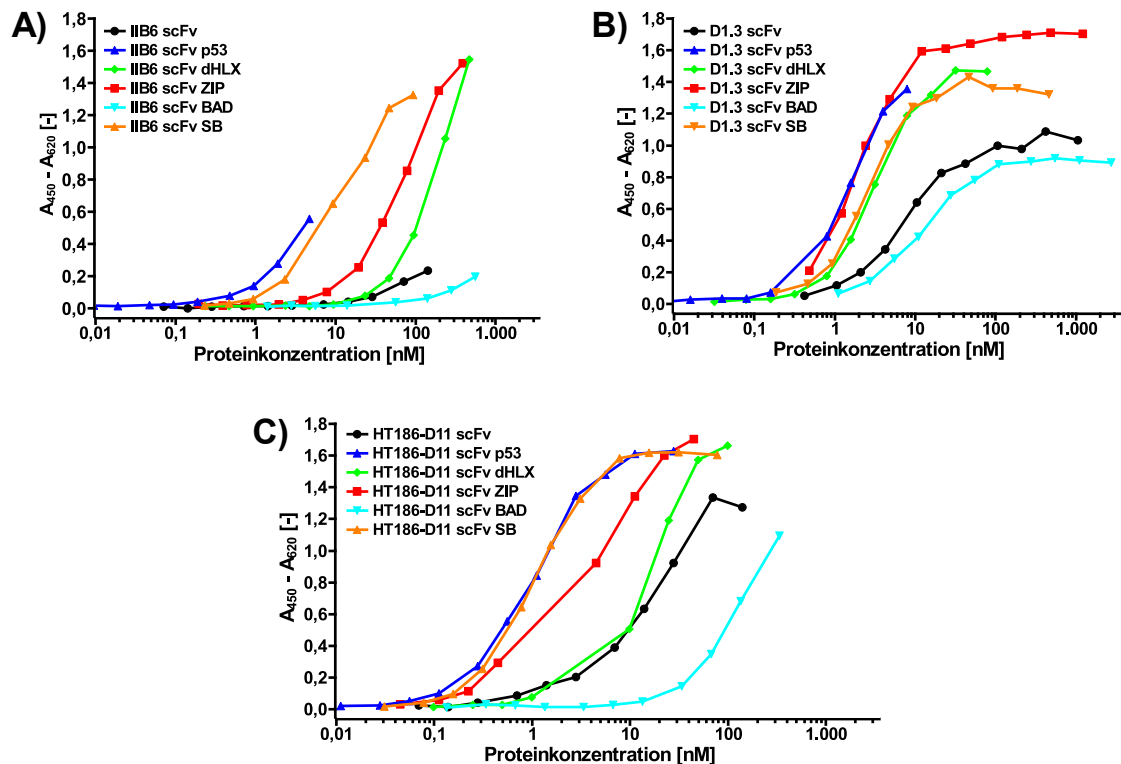 A)
IIB6 scFv
IIB6 scFv p53
IIB6 scFv dHLX
IIB6 scFv ZIP
IIB6 scFv BAD
IIB6 scFv SB
A450 - A620 [-]
1,8
1,6
1,4
1,2
1,0
0,8
0,6
0,4
0,2
0,0
0,01 0,1 1 10 100 1.000
Proteinkonzentration [nM]
B)
D1.3 scFv
D1.3 scFv p53
D1.3 scFv dHLX
D1.3 scFv ZIP
D1.3 scFv BAD
D1.3 scFv SB
A450 - A620 [-]
1,8
1,6
1,4
1,2
1,0
0,8
0,6
0,4
0,2
0,0
0,01 0,1 1 10 100 1.000
Proteinkonzentration [nM]
C)
HT186-D11 scFv
HT186-D11 scFv p53
HT186-D11 scFv dHLX
HT186-D11 scFv ZIP
HT186-D11 scFv BAD
HT186-D11 scFv SB
A450 - A620 [-]
1,8
1,6
1,4
1,2
1,0
0,8
0,6
0,4
0,2
0,0
0,01 0,1 1 10 100 1.000
Proteinkonzentration [nM]